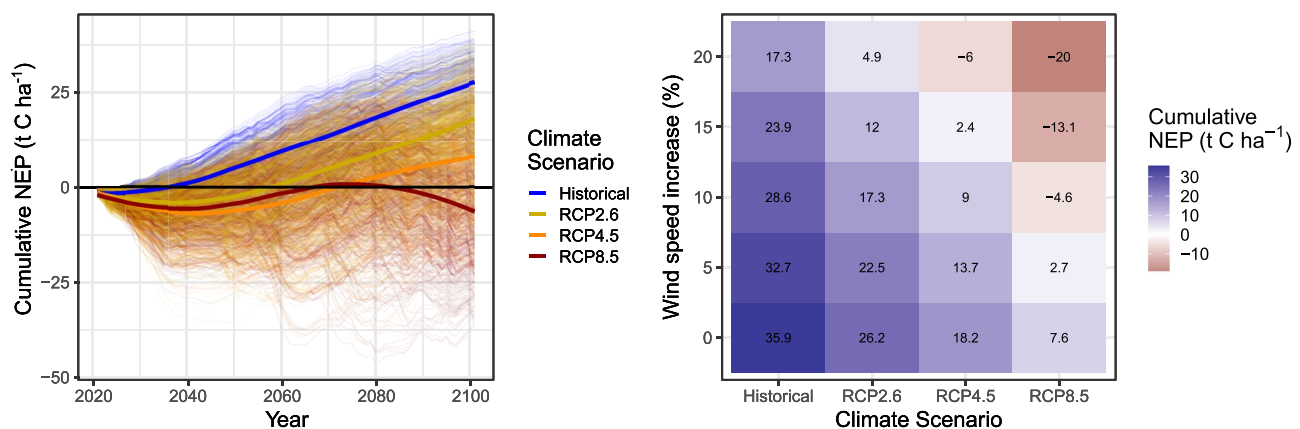 Cumulative NEP (t C ha⁻¹)
25
0
−25
−50
2020 2040 2060 2080 2100
Year
Climate
Scenario
Historical
RCP2.6
RCP4.5
RCP8.5
Wind speed increase (%)
20 17.3 4.9 −6 −20
15 23.9 12 2.4 −13.1
10 28.6 17.3 9 −4.6
5 32.7 22.5 13.7 2.7
0 35.9 26.2 18.2 7.6
Historical RCP2.6 RCP4.5 RCP8.5
Climate Scenario
Cumulative
NEP (t C ha⁻¹)
30
20
10
0
−10